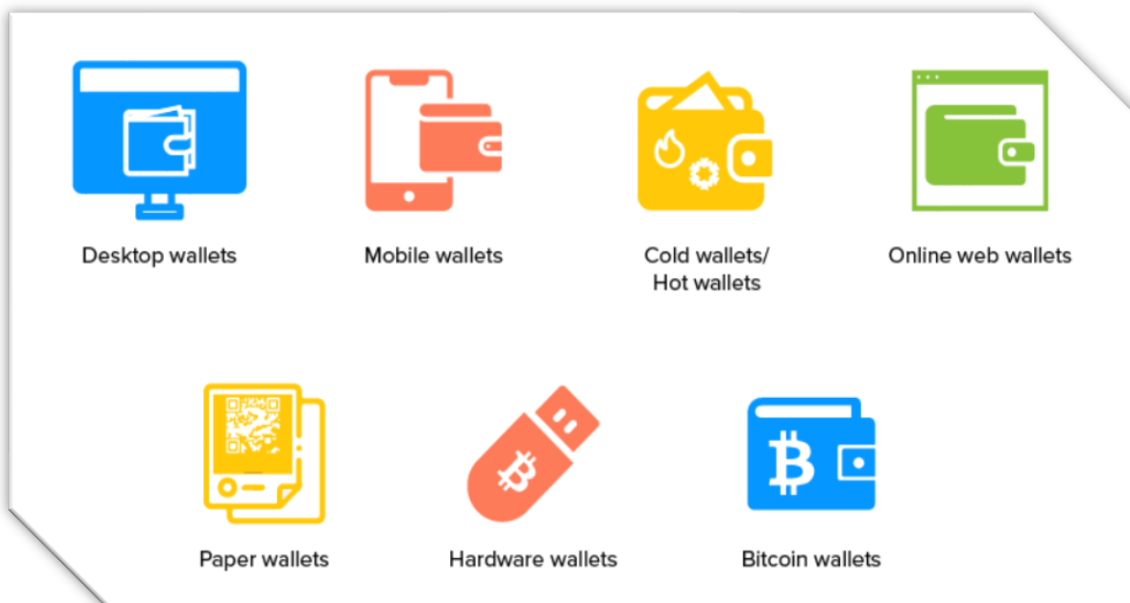 Desktop wallets
Mobile wallets
Cold wallets/
Hot wallets
Online web wallets
Paper wallets
Hardware wallets
Bitcoin wallets